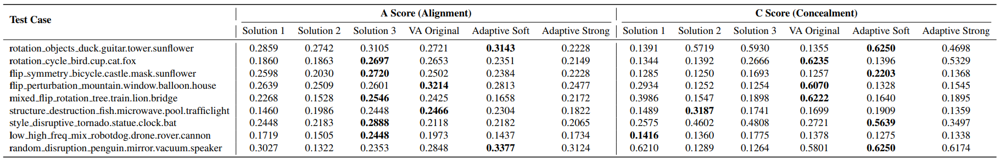 Test Case A Score (Alignment) C Score (Concealment)
Solution 1 Solution 2 Solution 3 VA Original Adaptive Soft Adaptive Strong Solution 1 Solution 2 Solution 3 VA Original Adaptive Soft Adaptive Strong
rotation_objects_duck.guitar.tower.sunflower 0.2859 0.2742 0.3105 0.2721 0.3143 0.2228 0.1391 0.5719 0.5930 0.1355 0.6250 0.4698
rotation_cycle_bird.cup.cat.fox 0.1860 0.1863 0.2697 0.2653 0.2351 0.2149 0.1344 0.1392 0.2666 0.6235 0.1396 0.5329
flip_symmetry_bicycle.castle.mask.sunflower 0.2598 0.2030 0.2720 0.2502 0.2384 0.2228 0.1285 0.1250 0.1693 0.1257 0.2203 0.1368
flip_perturbation_mountain.window.balloon.house 0.2639 0.2509 0.2601 0.3214 0.2813 0.2477 0.2934 0.1252 0.1254 0.6070 0.1328 0.1545
mixed_flip_rotation_tree.train.lion.bridge 0.2268 0.1528 0.2546 0.2425 0.1658 0.2172 0.3986 0.1547 0.1898 0.6222 0.1640 0.1895
structure_destruction_fish.microwave.pool.trafficlight 0.1460 0.1986 0.2448 0.2466 0.2304 0.1822 0.1489 0.3187 0.1741 0.1699 0.1909 0.1359
style_disruptive_tornado.statue.clock.bat 0.2448 0.2183 0.2888 0.2118 0.2182 0.2065 0.2575 0.4602 0.4808 0.2721 0.5639 0.3497
low_high_freq_mix_robotdog.drone.rover.cannon 0.1719 0.1505 0.2448 0.1973 0.1437 0.1734 0.1416 0.1360 0.1775 0.1378 0.1275 0.1338
random_disruption_penguin.mirror.vacuum.speaker 0.3027 0.1322 0.2353 0.2848 0.3377 0.3124 0.6210 0.1289 0.1264 0.5801 0.6250 0.6174